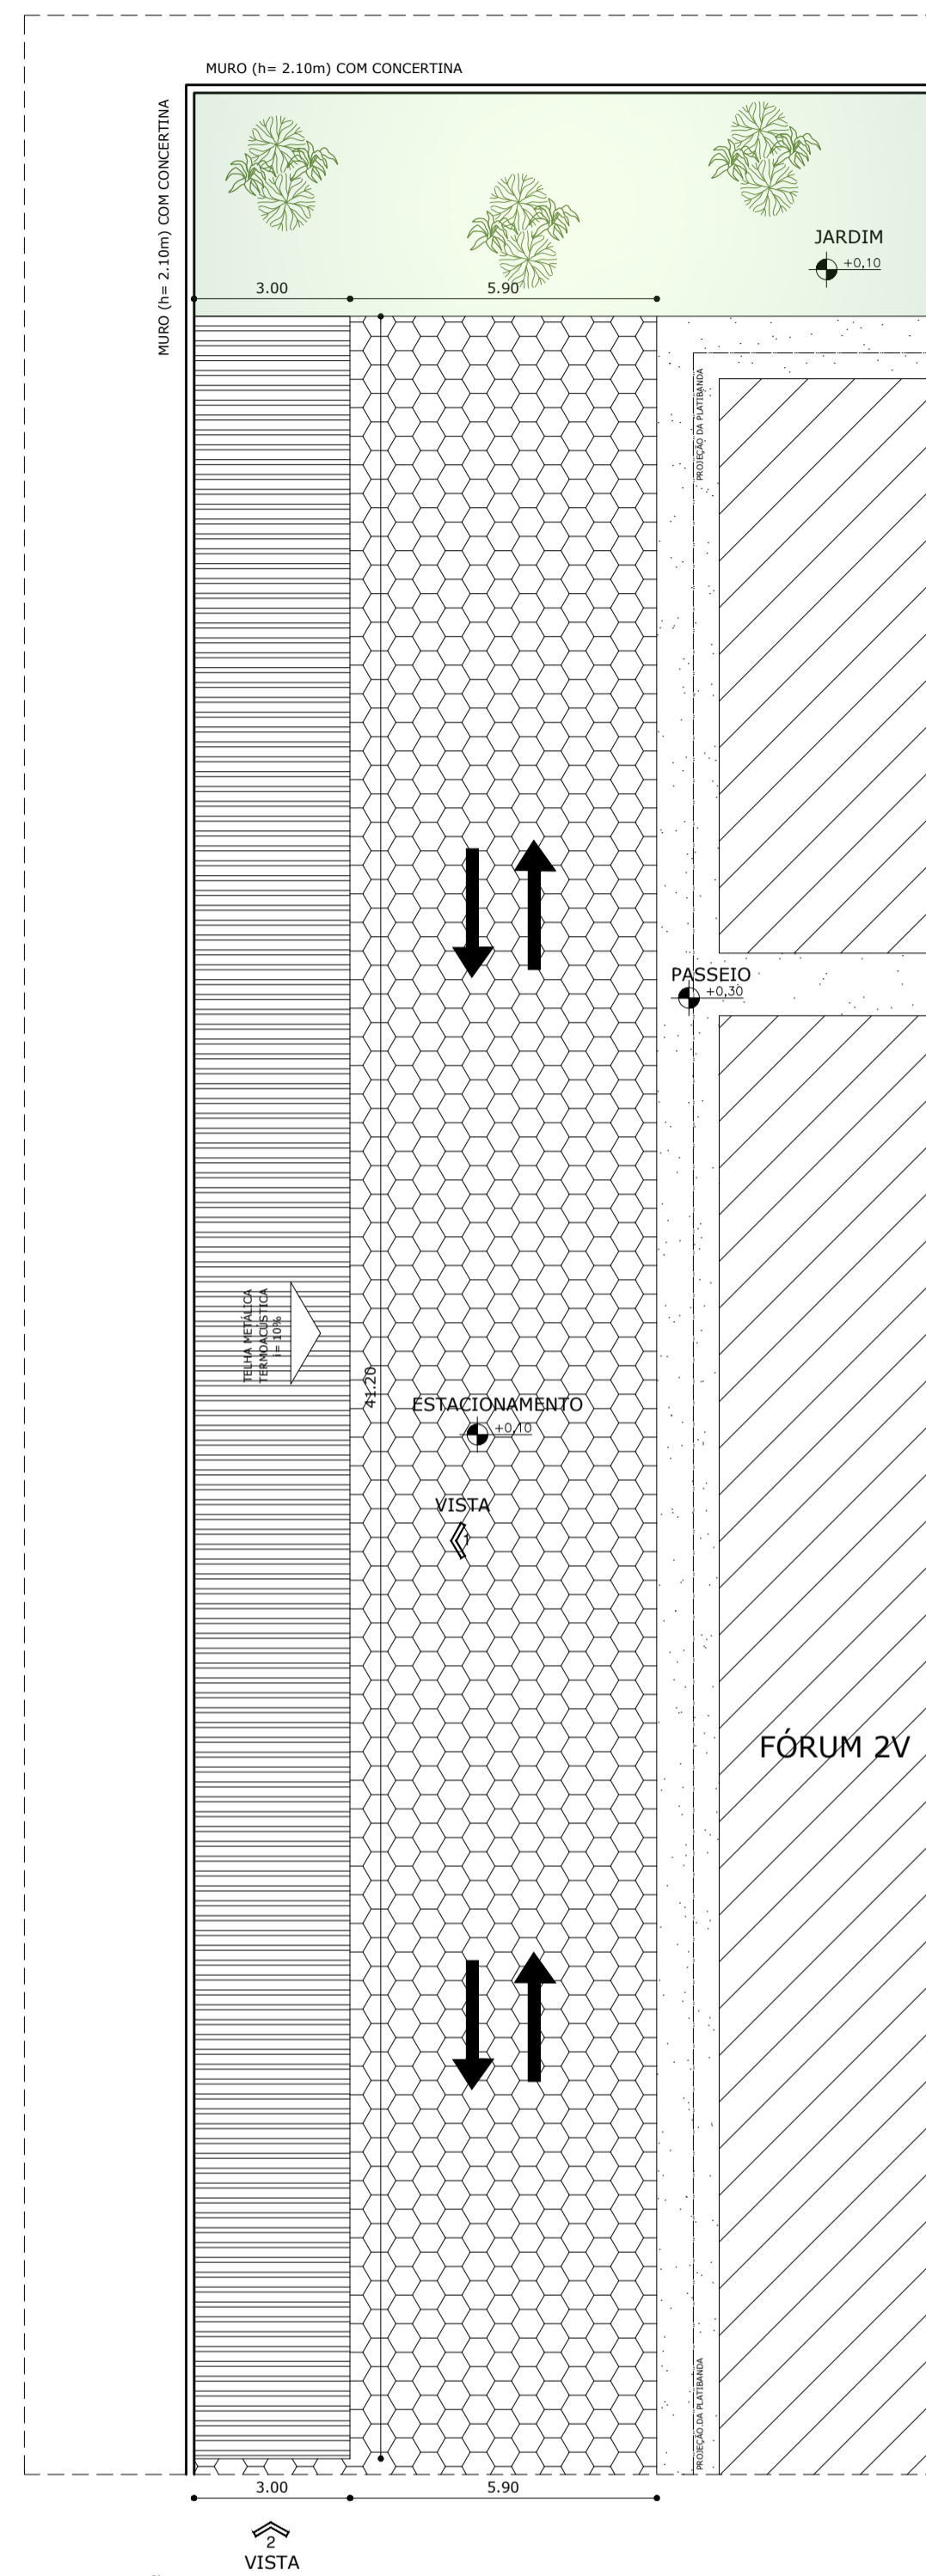 MURO (h= 2.10m) COM CONCERTINA
MURO (h= 2.10m) COM CONCERTINA
JARDIM
+0,10
3.00
5.90
PROJEÇÃO DA PLATIBANDA
PASSEIO
+0,30
TELHA METÁLICA
TERMOACÚSTICA
i= 10%
41.20
ESTACIONAMENTO
+0,10
VISTA
1
FÓRUM 2V
PROJEÇÃO DA PLATIBANDA
3.00
5.90
2
VISTA